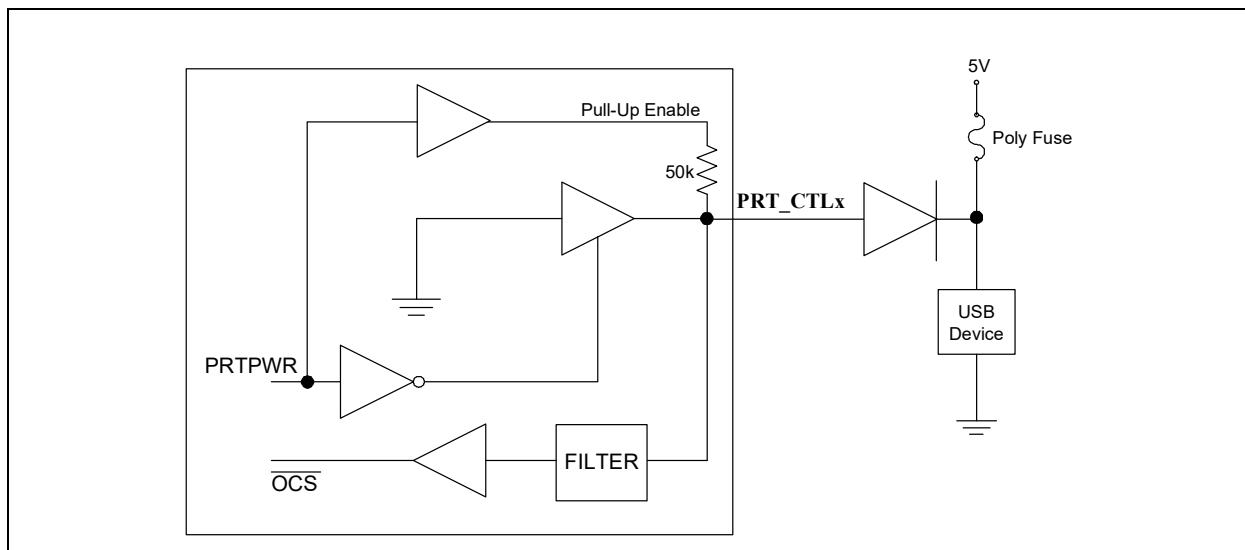 5V
Pull-Up Enable
Poly Fuse
50k
PRT_CTLx
USB
Device
PRTPWR
FILTER
OCS